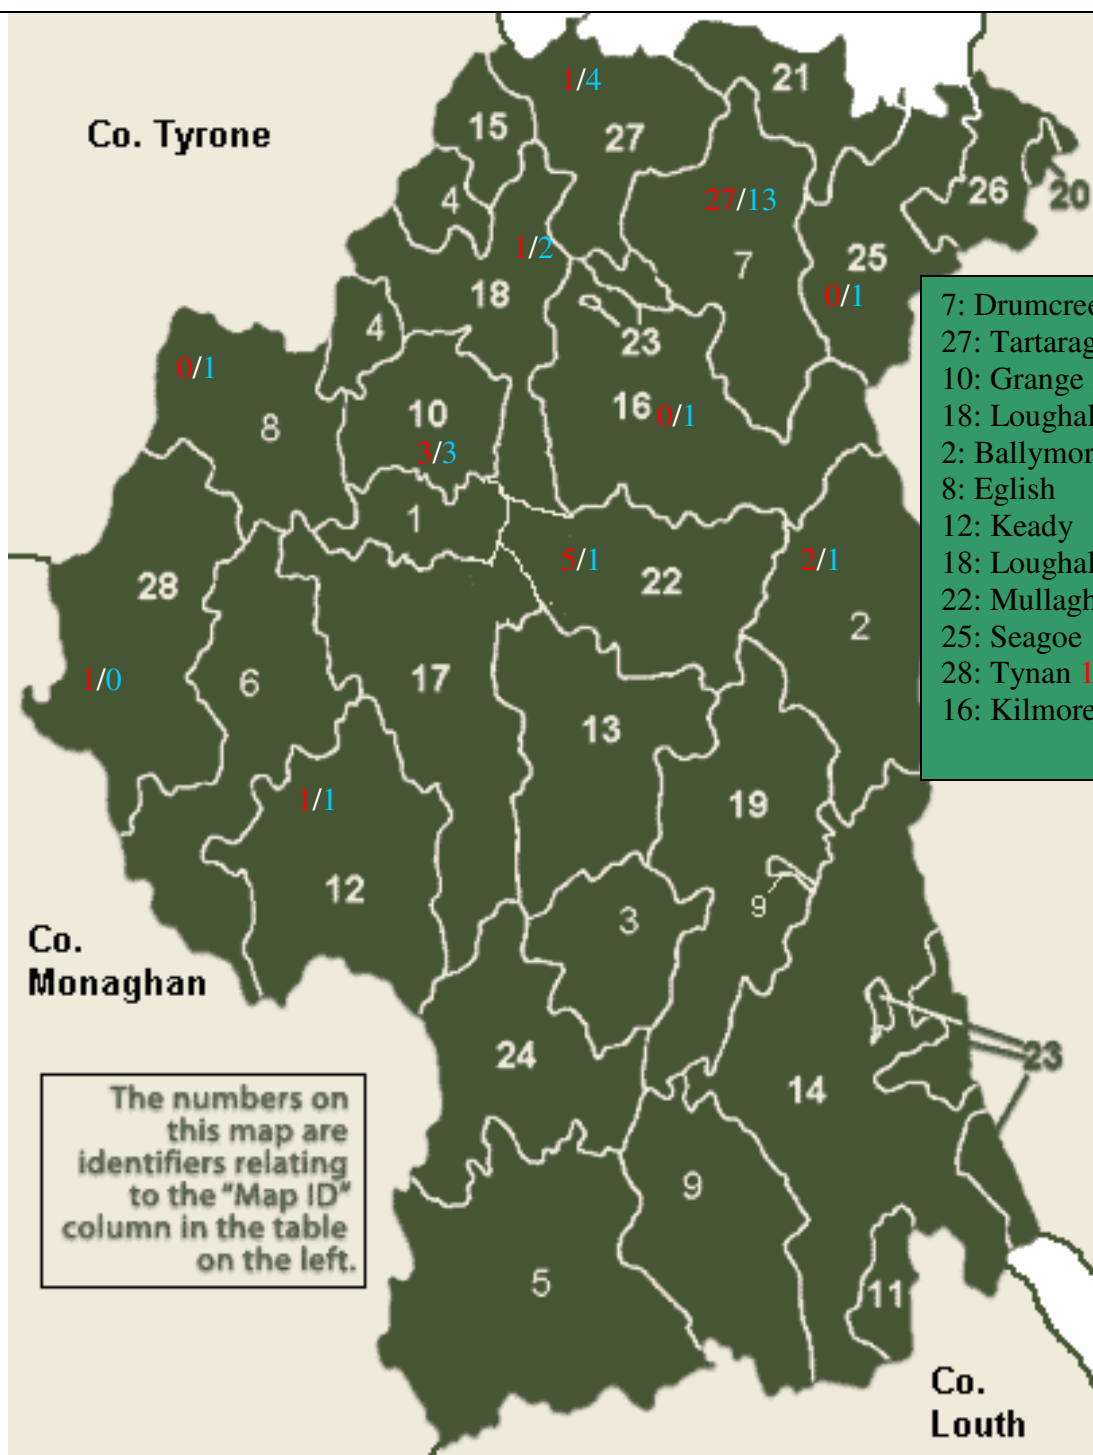 1/4
21
Co. Tyrone
15
27
26
20
4
27/13
1/2
7
25
18
0/1
4
23
0/1
8
10
16 0/1
3/3
1
28
5/1
22
2/1
2
1/0
6
17
13
1/1
19
12
3
9
Co.
Monaghan
24
23
14
The numbers on
this map are
identifiers relating
to the "Map ID"
column in the table
on the left.
9
5
11
Co.
Louth
7: Drumcree
27: Tartarag
10: Grange
18: Loughal
2: Ballymor
8: Eglish
12: Keady
18: Loughal
22: Mullagh
25: Seagoe
28: Tynan 1
16: Kilmore